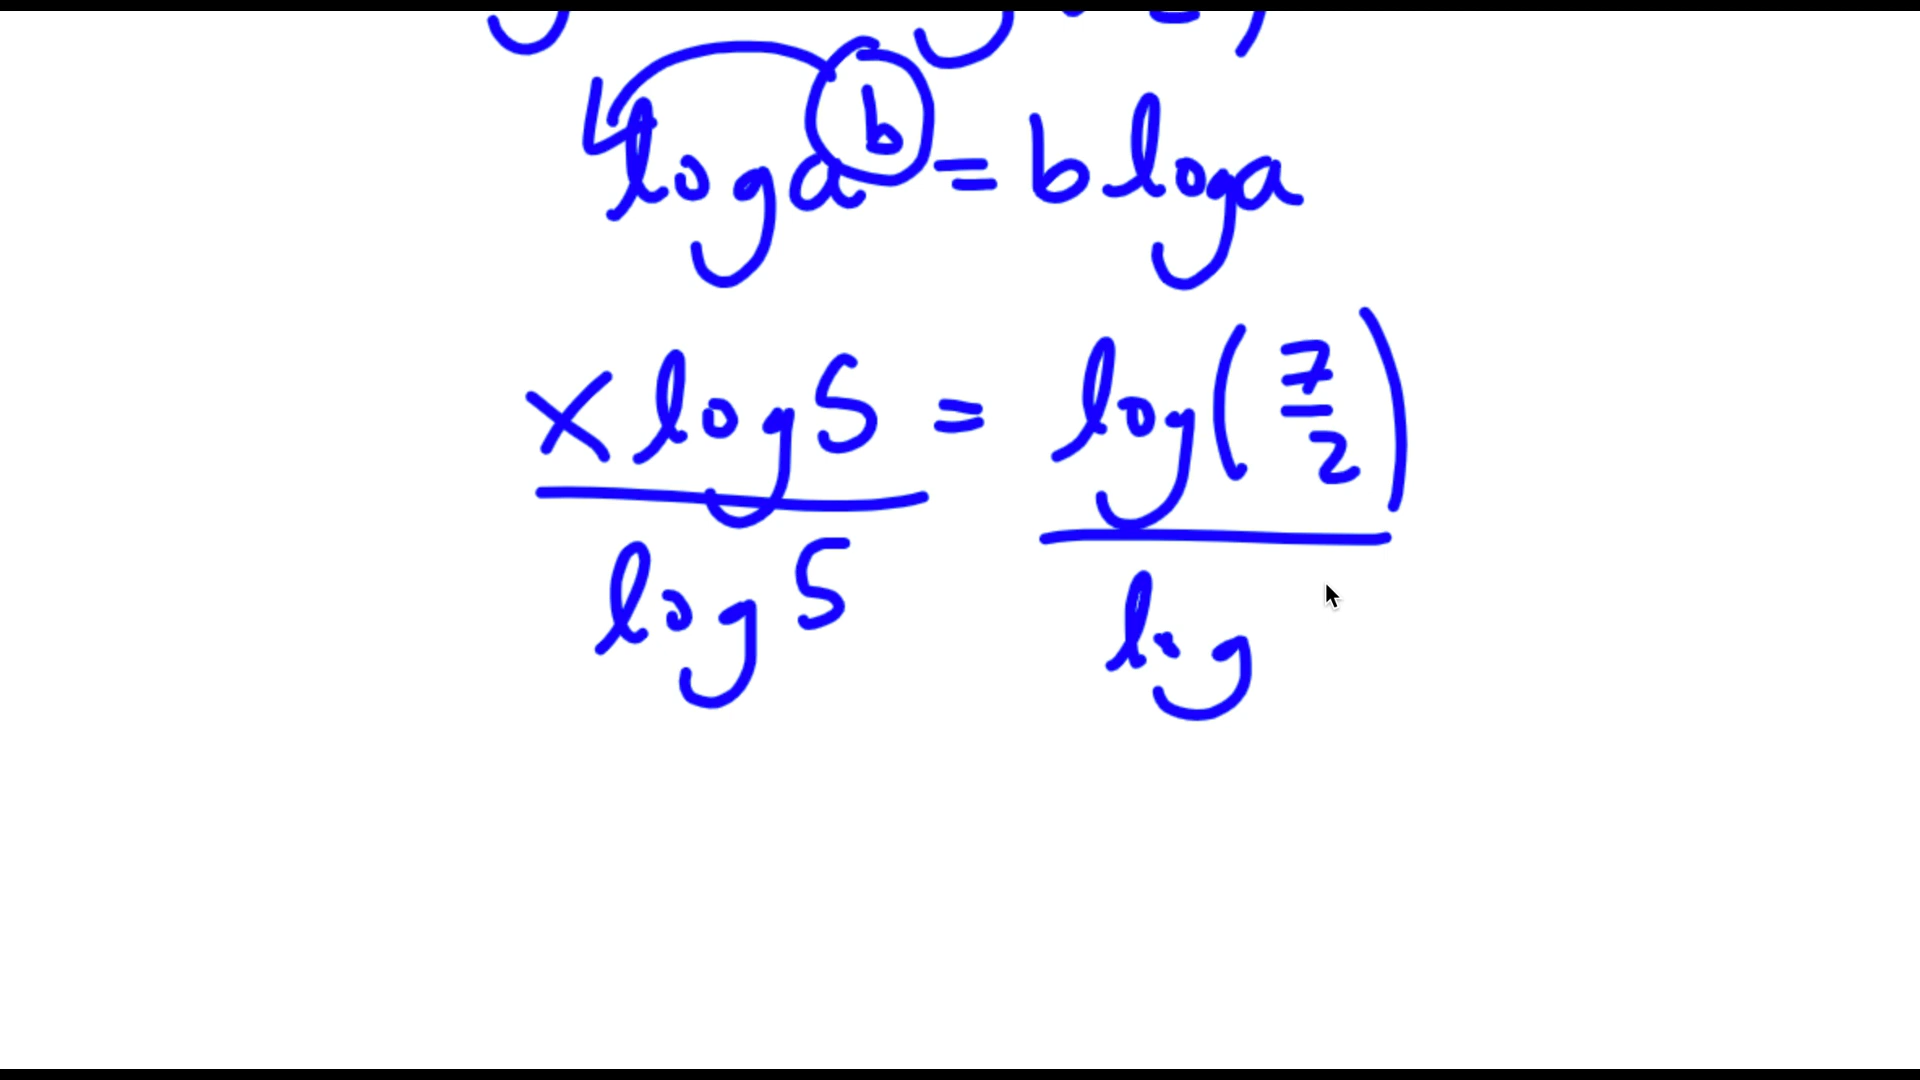 log a^b = b log a
x log 5 = log(7/2)
log 5 log